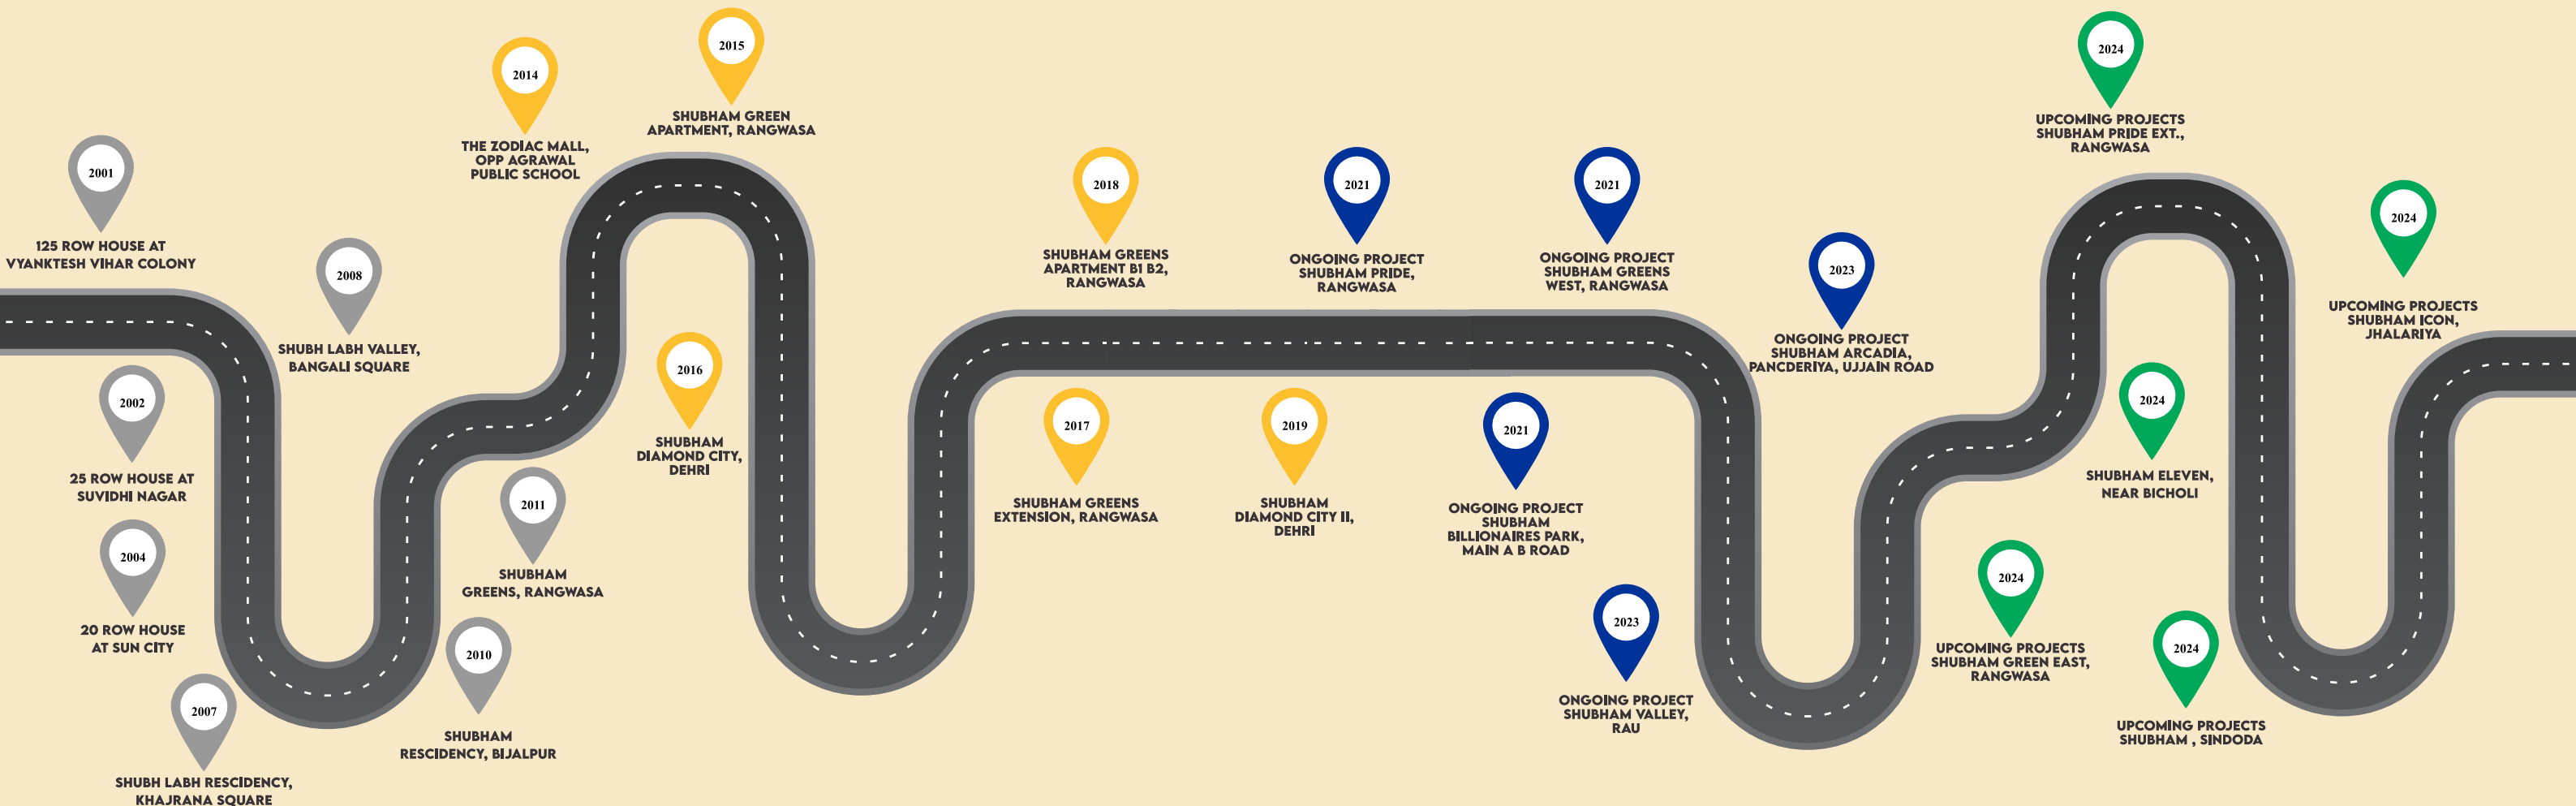 2001
125 ROW HOUSE AT
VYANKTESH VIHAR COLONY
2002
25 ROW HOUSE AT
SUVIDHI NAGAR
2004
20 ROW HOUSE
AT SUN CITY
2007
SHUBH LABH RESCIDENCY,
KHAJRANA SQUARE
2008
SHUBH LABH VALLEY,
BANGALI SQUARE
2010
SHUBHAM
RESCIDENCY, BIJALPUR
2011
SHUBHAM
GREENS, RANGWASA
2014
THE ZODIAC MALL,
OPP AGRAWAL
PUBLIC SCHOOL
2015
SHUBHAM GREEN
APARTMENT, RANGWASA
2016
SHUBHAM
DIAMOND CITY,
DEHRI
2017
SHUBHAM GREENS
EXTENSION, RANGWASA
2018
SHUBHAM GREENS
APARTMENT B1 B2,
RANGWASA
2019
SHUBHAM
DIAMOND CITY II,
DEHRI
2021
ONGOING PROJECT
SHUBHAM PRIDE,
RANGWASA
2021
ONGOING PROJECT
SHUBHAM
BILLIONAIRES PARK,
MAIN A B ROAD
2021
ONGOING PROJECT
SHUBHAM GREENS
WEST, RANGWASA
2023
ONGOING PROJECT
SHUBHAM VALLEY,
RAU
2023
ONGOING PROJECT
SHUBHAM ARCADIA,
PANCDERIYA, UJJAIN ROAD
2024
UPCOMING PROJECTS
SHUBHAM GREEN EAST,
RANGWASA
2024
UPCOMING PROJECTS
SHUBHAM PRIDE EXT.,
RANGWASA
2024
SHUBHAM ELEVEN,
NEAR BICHOLI
2024
UPCOMING PROJECTS
SHUBHAM , SINDODA
2024
UPCOMING PROJECTS
SHUBHAM ICON,
JHALARIYA